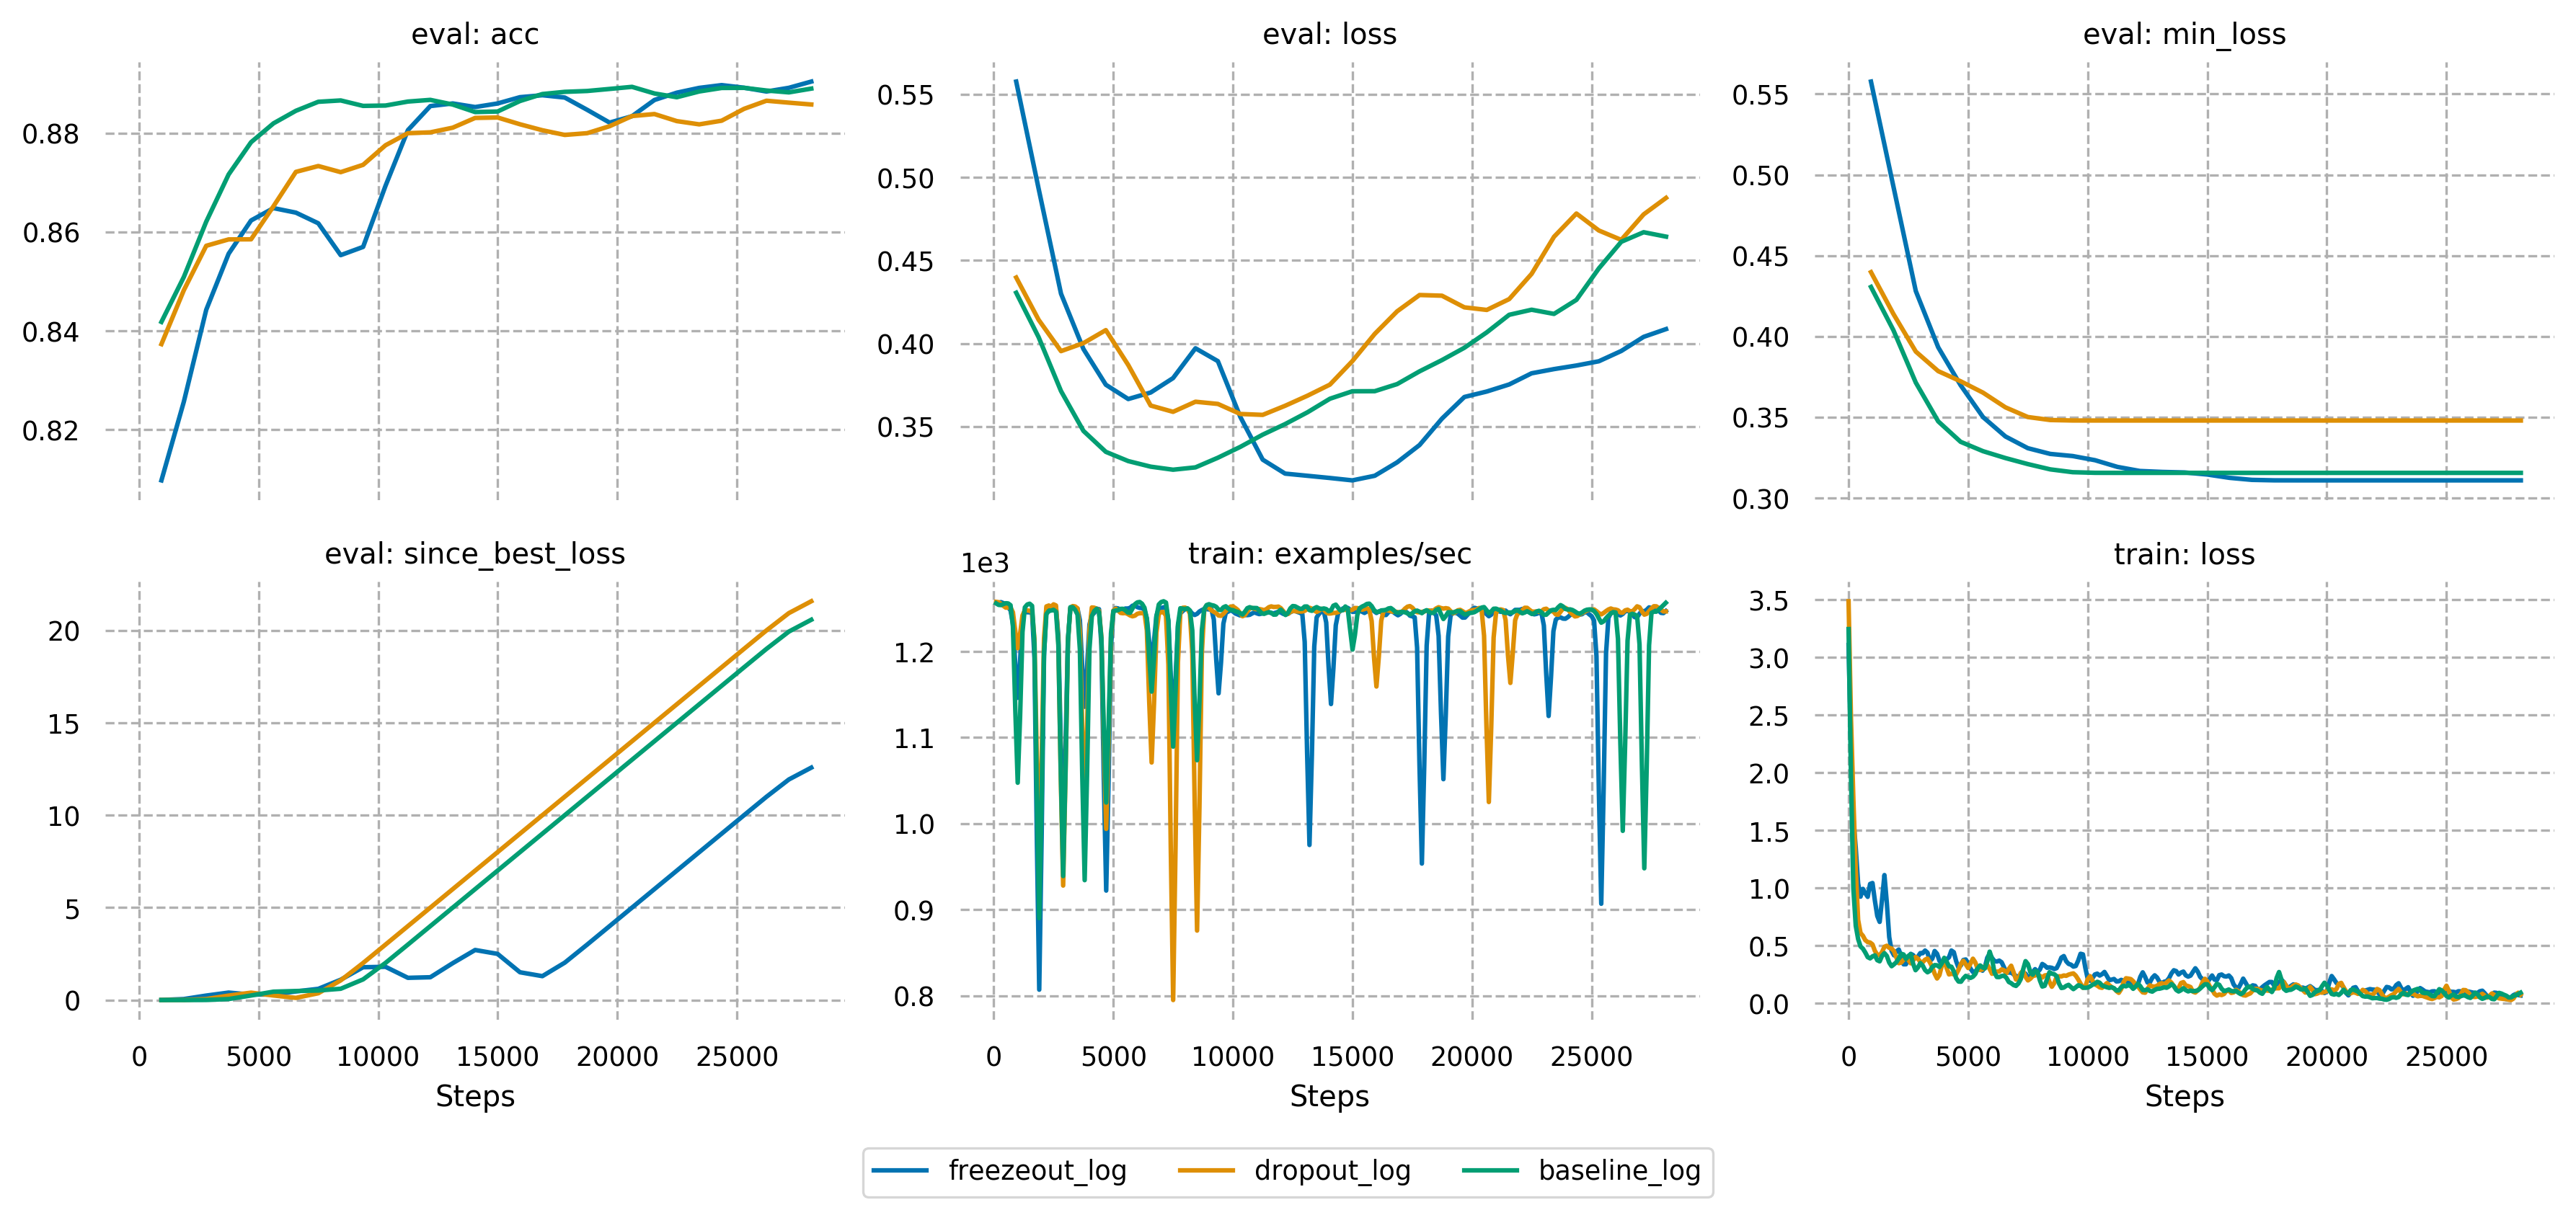 eval: acc
eval: loss
eval: min_loss
0.88
0.86
0.84
0.82
0.55
0.50
0.45
0.40
0.35
0.55
0.50
0.45
0.40
0.35
0.30
eval: since_best_loss
train: examples/sec
train: loss
20
15
10
5
0
1e3
1.2
1.1
1.0
0.9
0.8
3.5
3.0
2.5
2.0
1.5
1.0
0.5
0.0
0 5000 10000 15000 20000 25000
Steps
0 5000 10000 15000 20000 25000
Steps
0 5000 10000 15000 20000 25000
Steps
freezeout_log dropout_log baseline_log